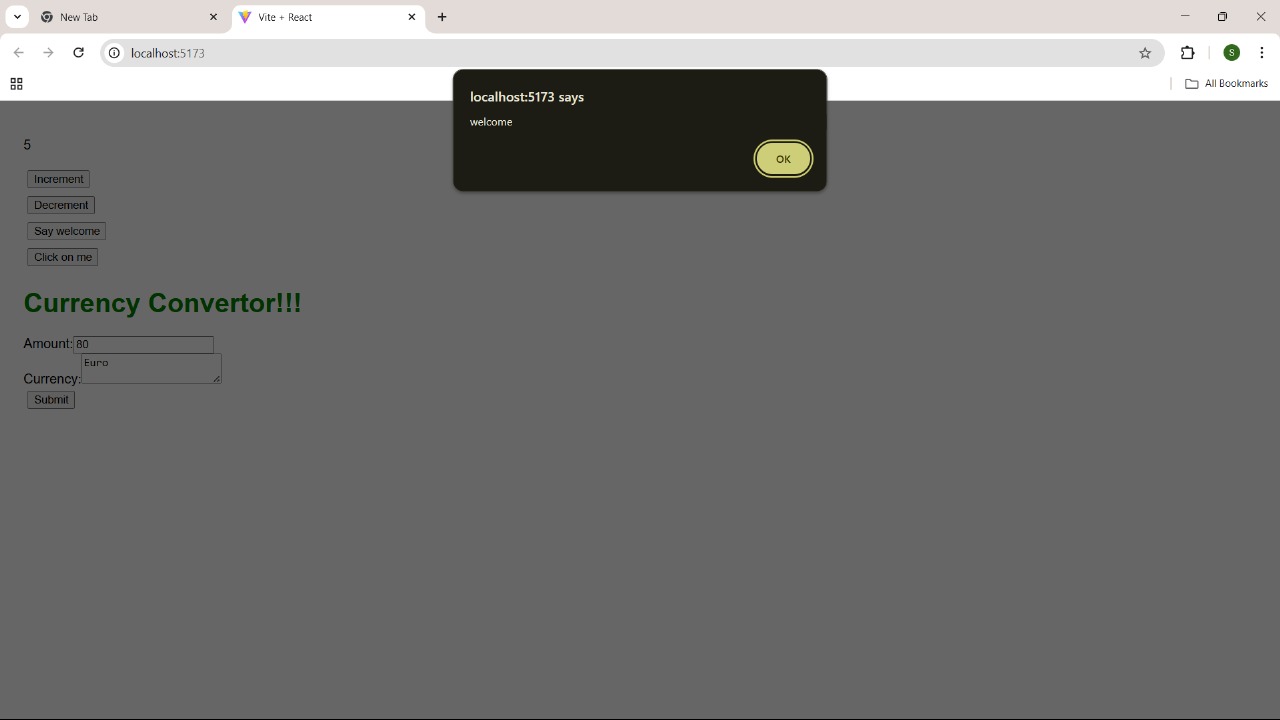 New Tab
Vite + React
localhost:5173
S
All Bookmarks
localhost:5173 says
welcome
OK
5
Increment
Decrement
Say welcome
Click on me
Currency Convertor!!!
Amount: 80
Currency: Euro
Submit